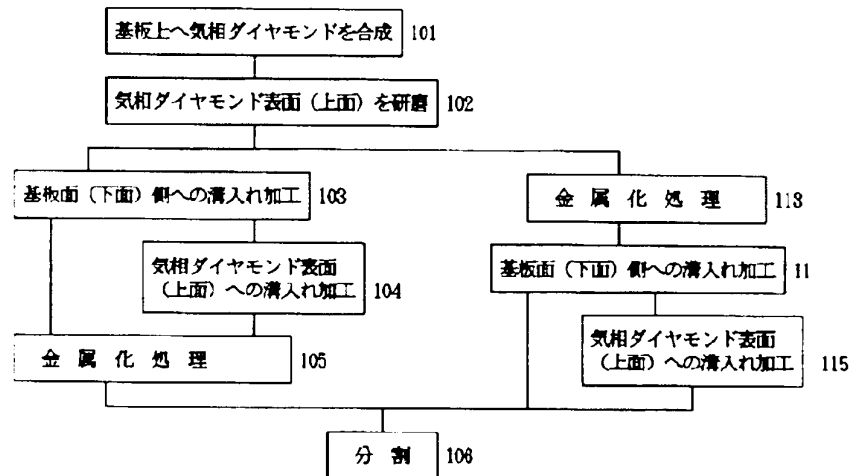 基板上へ気相ダイヤモンドを合成 101
気相ダイヤモンド表面(上面)を研磨 102
基板面(下面)側への溝入れ加工 103
気相ダイヤモンド表面
(上面)への溝入れ加工 104
金属化処理 105
金属化処理 113
基板面(下面)側への溝入れ加工 11
気相ダイヤモンド表面
(上面)への溝入れ加工 115
分割 106